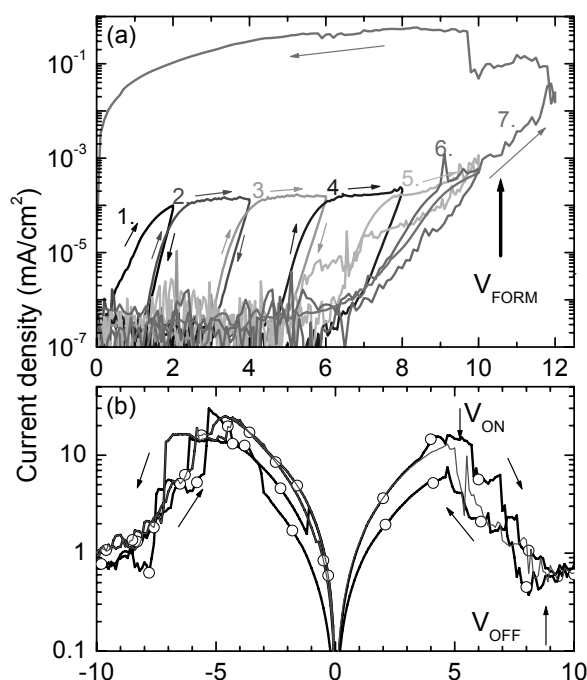 (a)
10^-1
10^-3
10^-5
10^-7
Current density (mA/cm^2)
1.
2
3
4
5.
6.
7.
V_FORM
0 2 4 6 8 10 12
(b)
10
1
0.1
V_ON
V_OFF
-10 -5 0 5 10